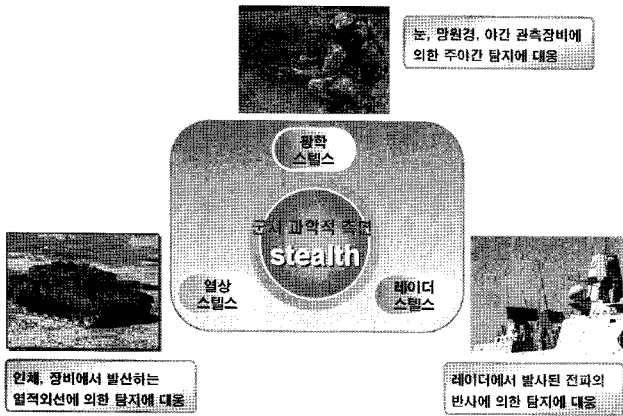 눈, 망원경, 야간 관측장비에
의한 주야간 탐지에 대응
광학
스텔스
군사 과학적 측면
stealth
열상
스텔스
레이더
스텔스
인체, 장비에서 발산하는
열적외선에 의한 탐지에 대응
레이더에서 발사된 전파의
반사에 의한 탐지에 대응